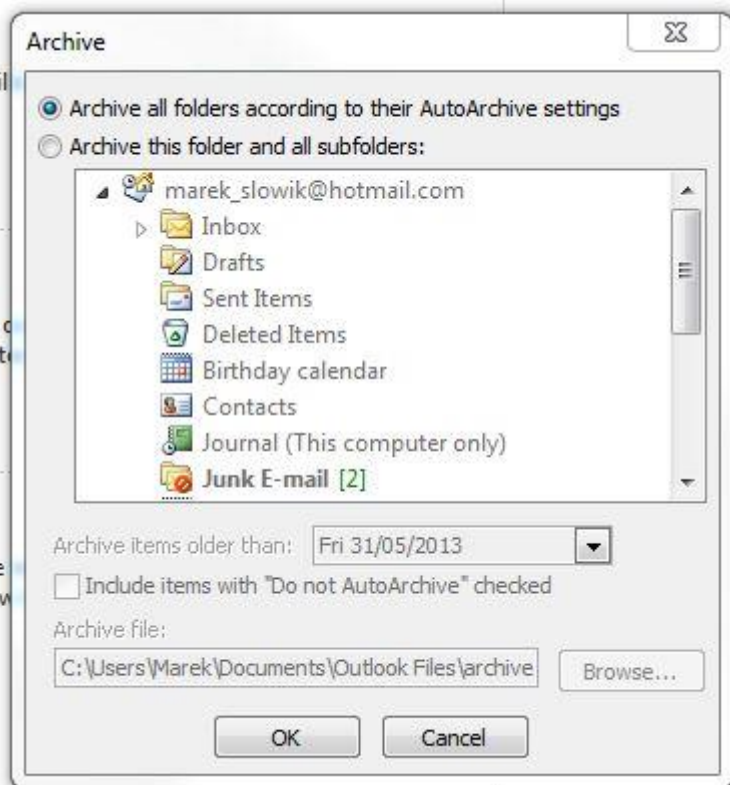 Archive
Archive all folders according to their AutoArchive settings
Archive this folder and all subfolders:
marek_slowik@hotmail.com
Inbox
Drafts
Sent Items
Deleted Items
Birthday calendar
Contacts
Journal (This computer only)
Junk E-mail [2]
Archive items older than: Fri 31/05/2013
Include items with "Do not AutoArchive" checked
Archive file:
C:\Users\Marek\Documents\Outlook Files\archive Browse...
OK Cancel